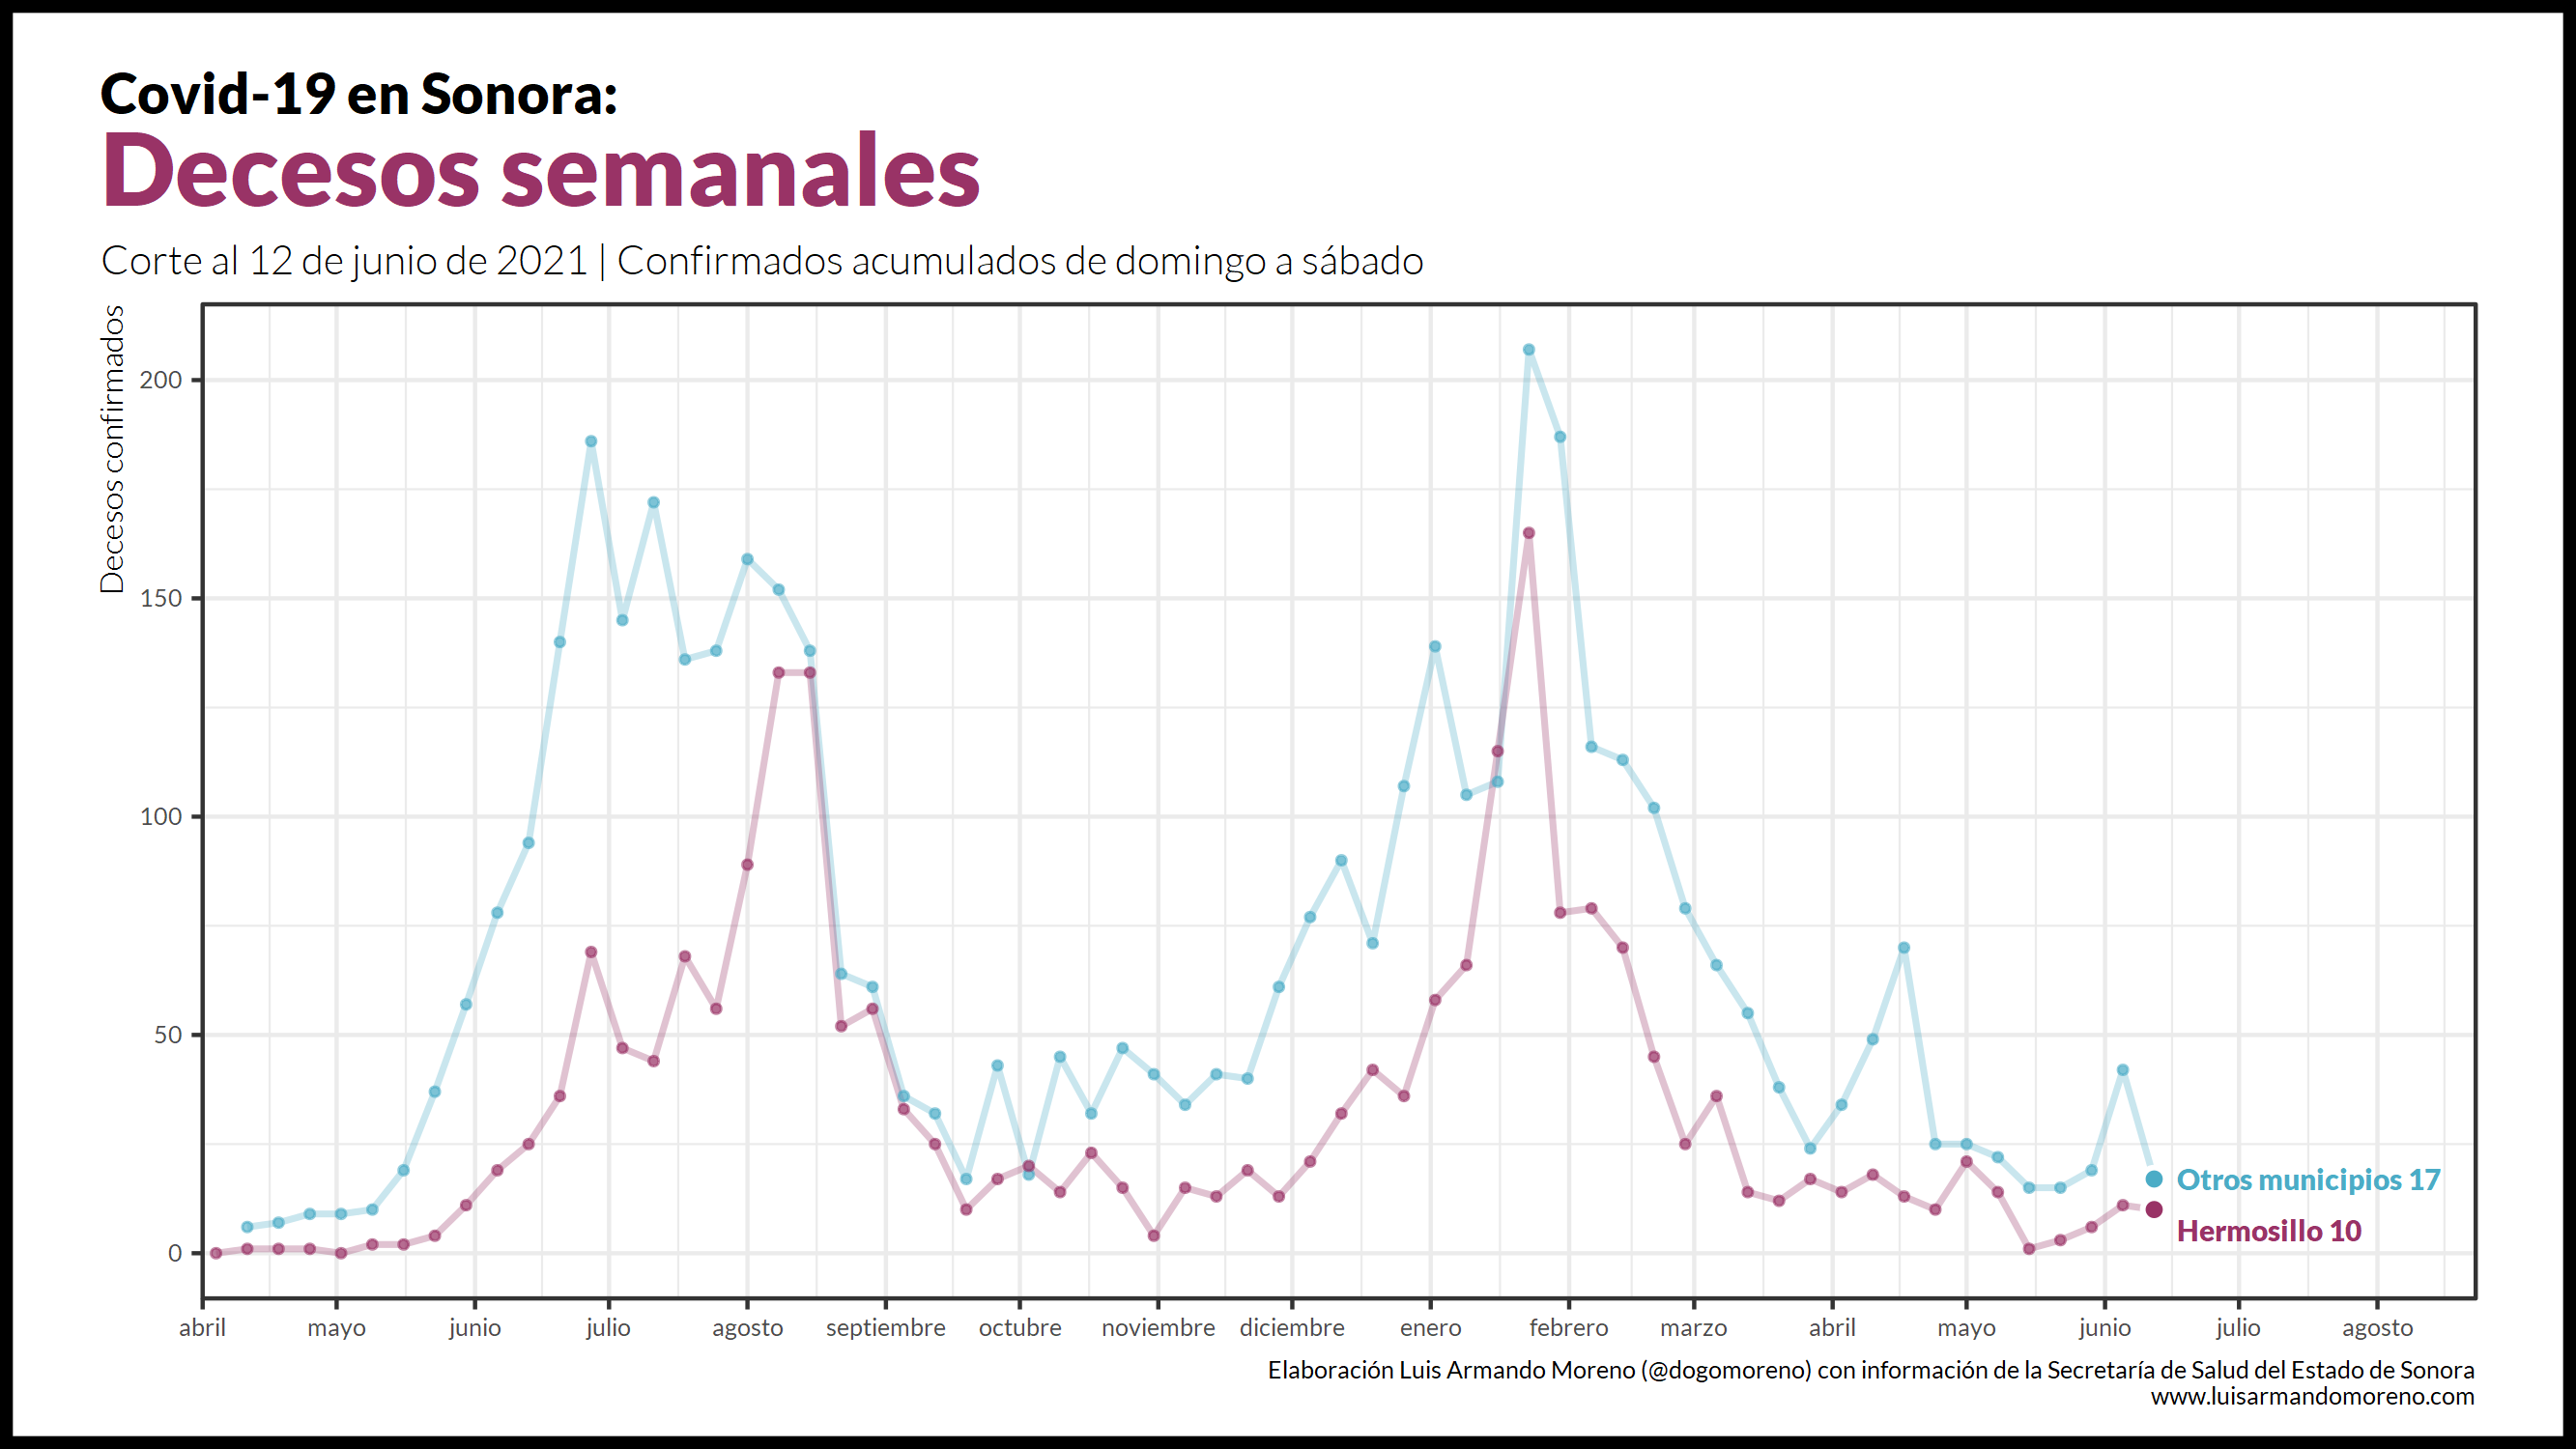 Covid-19 en Sonora:
Decesos semanales
Corte al 12 de junio de 2021 | Confirmados acumulados de domingo a sábado
Decesos confirmados
200
150
100
50
0
Otros municipios 17
Hermosillo 10
abril mayo junio julio agosto septiembre octubre noviembre diciembre enero febrero marzo abril mayo junio julio agosto
Elaboración Luis Armando Moreno (@dogomoreno) con información de la Secretaría de Salud del Estado de Sonora
www.luisarmandomoreno.com